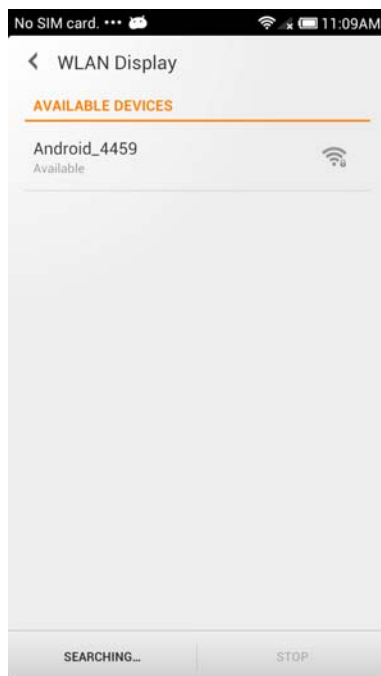 No SIM card. ••• 11:09AM
WLAN Display
AVAILABLE DEVICES
Android_4459
Available
SEARCHING... STOP